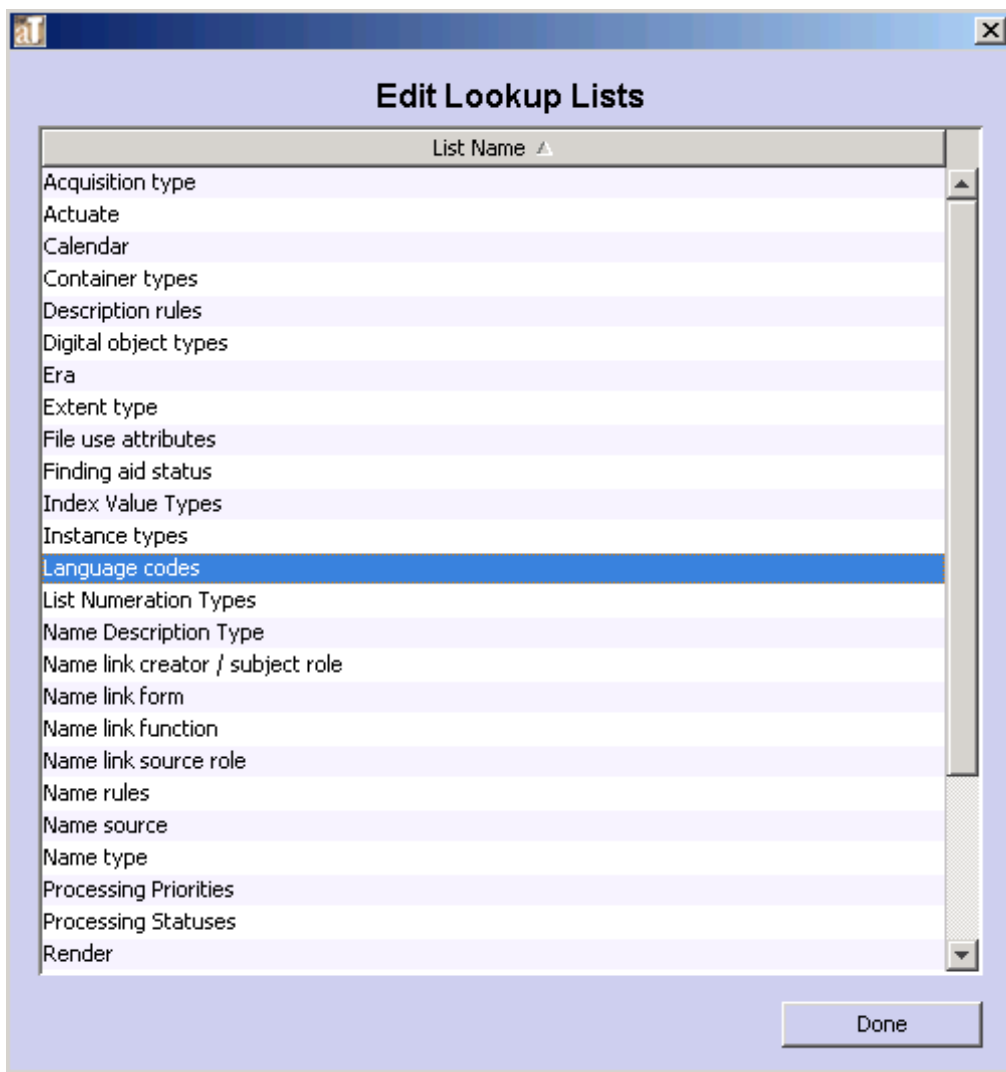 aT
Edit Lookup Lists
List Name
Acquisition type
Actuate
Calendar
Container types
Description rules
Digital object types
Era
Extent type
File use attributes
Finding aid status
Index Value Types
Instance types
Language codes
List Numeration Types
Name Description Type
Name link creator / subject role
Name link form
Name link function
Name link source role
Name rules
Name source
Name type
Processing Priorities
Processing Statuses
Render
Done